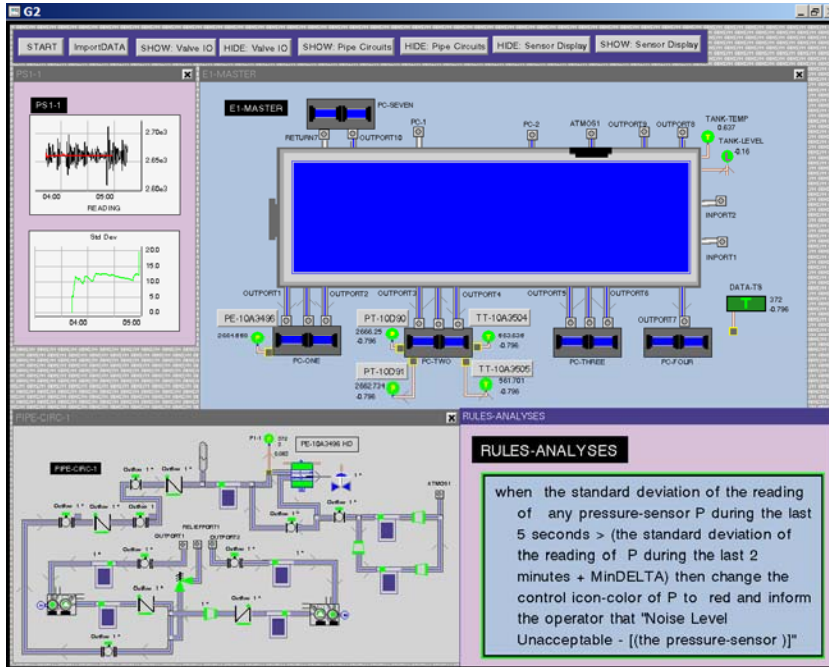 G2
START
ImportDATA
SHOW: Valve IO
HIDE: Valve IO
SHOW: Pipe Circuits
HIDE: Pipe Circuits
HIDE: Sensor Display
SHOW: Sensor Display
PS1-1
E1-MASTER
PS1-1
2.70e3
2.65e3
2.60e3
04:00 05:00
READING
Std Dev
20.0
15.0
10.0
5.0
0.0
04:00 05:00
E1-MASTER
PC-SEVEN
RETURN7
OUTPORT10
PC-1
PC-2
ATMOS1
OUTPORT9
OUTPORT8
TANK-TEMP
0.637
TANK-LEVEL
-0.16
INPORT2
INPORT1
DATA-TS
T
372
-0.796
OUTPORT1
OUTPORT2
OUTPORT3
OUTPORT4
OUTPORT5
OUTPORT6
OUTPORT7
PE-10A3496
PC-ONE
PT-10D90
2666.25
-0.796
TT-10A3504
-0.796
PC-TWO
PT-10D91
2662.724
-0.796
TT-10A3505
561.701
-0.796
PC-THREE
PC-FOUR
PIPE-CIRC-1
PIPE-CIRC-1
P1-1
PE-10A3496 HD
ATMOS1
RELIEFPORT1
OUTPORT1
OUTPORT2
RULES-ANALYSES
RULES-ANALYSES
when the standard deviation of the reading
of any pressure-sensor P during the last
5 seconds > (the standard deviation of
the reading of P during the last 2
minutes + MinDELTA) then change the
control icon-color of P to red and inform
the operator that "Noise Level
Unacceptable - [(the pressure-sensor )]"